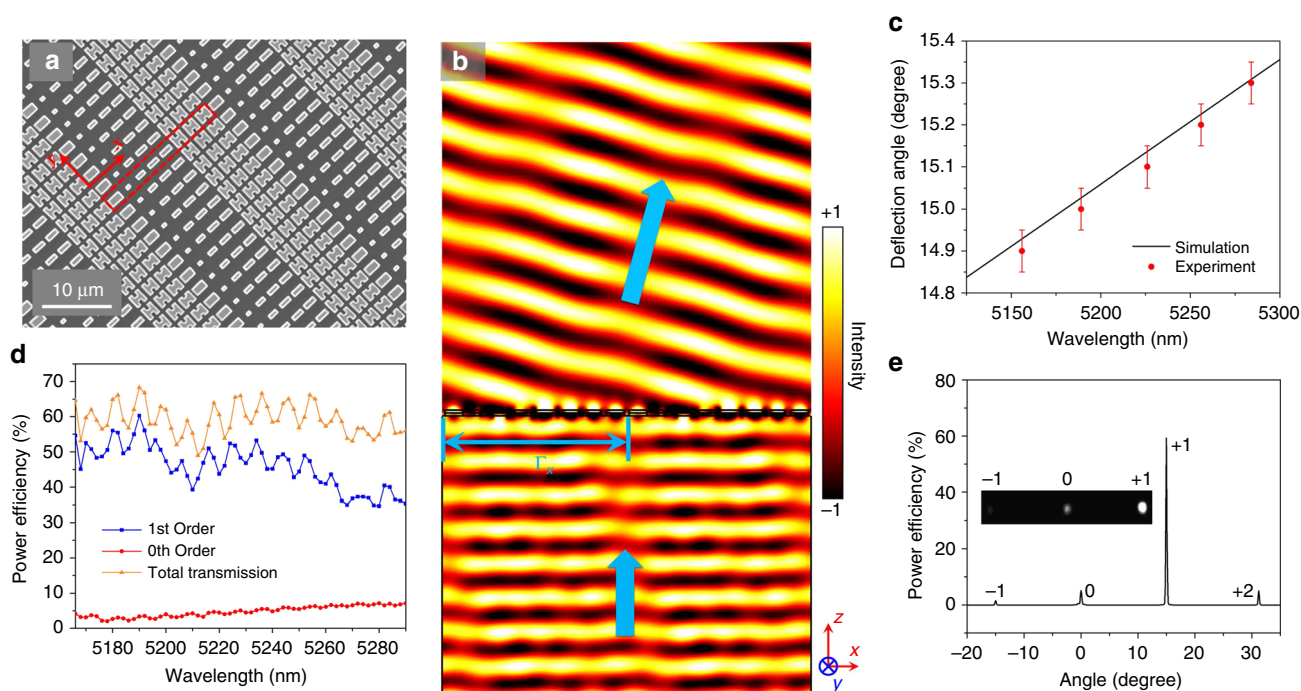 a
y
x
10 μm
b
Γx
+1
Intensity
−1
z
x
y
c
15.4
15.3
15.2
15.1
15.0
14.9
14.8
Deflection angle (degree)
Simulation
Experiment
5150
5200
5250
5300
Wavelength (nm)
d
70
60
50
40
30
20
10
0
Power efficiency (%)
1st Order
0th Order
Total transmission
5180
5200
5220
5240
5260
5280
Wavelength (nm)
e
80
60
40
20
0
Power efficiency (%)
−1
0
+1
+1
−1
0
+2
−20
−10
0
10
20
30
Angle (degree)